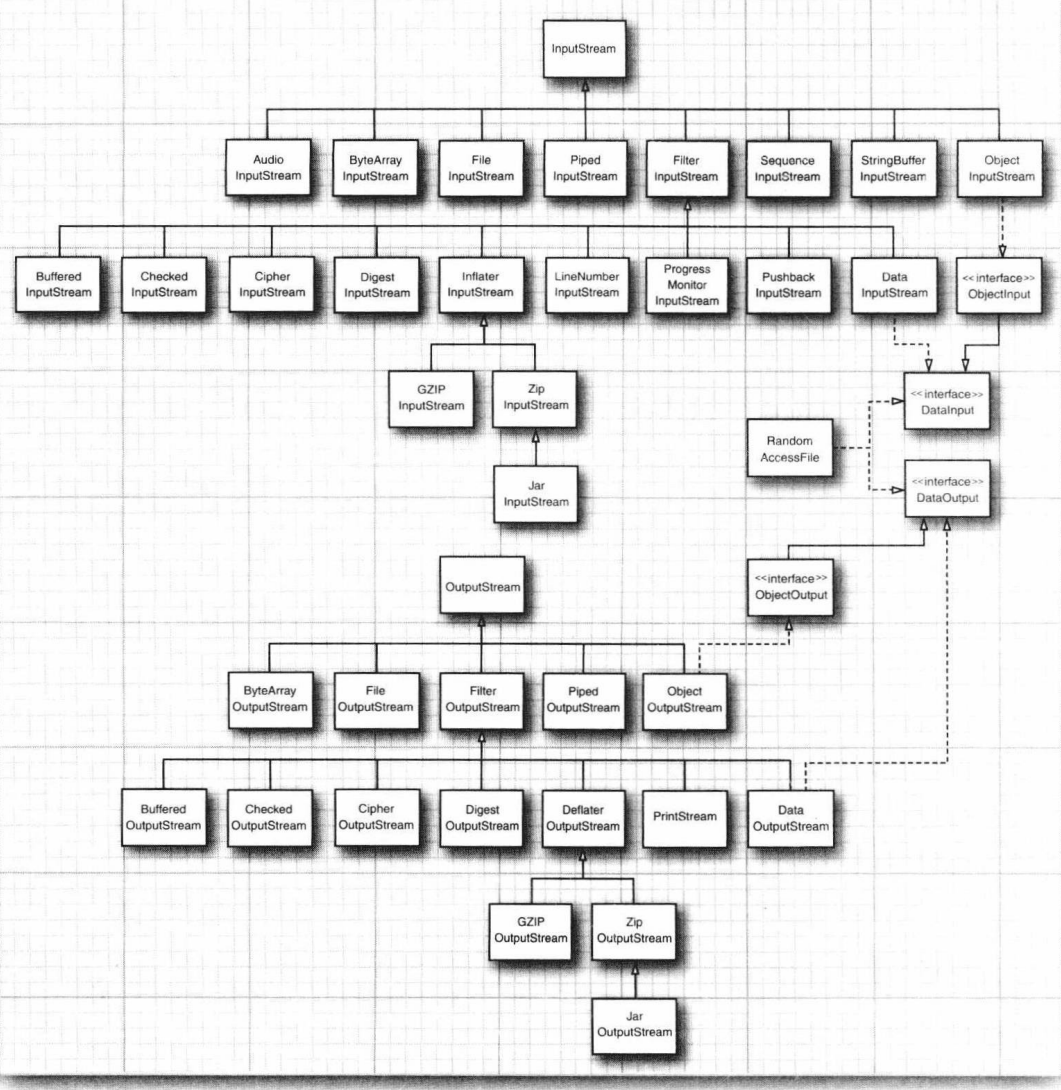 InputStream
Audio
InputStream
ByteArray
InputStream
File
InputStream
Piped
InputStream
Filter
InputStream
Sequence
InputStream
StringBuffer
InputStream
Object
InputStream
Buffered
InputStream
Checked
InputStream
Cipher
InputStream
Digest
InputStream
Inflater
InputStream
LineNumber
InputStream
Progress
Monitor
InputStream
Pushback
InputStream
Data
InputStream
<<interface>>
ObjectInput
GZIP
InputStream
Zip
InputStream
<<interface>>
DataInput
Random
AccessFile
Jar
InputStream
<<interface>>
DataOutput
OutputStream
<<interface>>
ObjectOutput
ByteArray
OutputStream
File
OutputStream
Filter
OutputStream
Piped
OutputStream
Object
OutputStream
Buffered
OutputStream
Checked
OutputStream
Cipher
OutputStream
Digest
OutputStream
Deflater
OutputStream
PrintStream
Data
OutputStream
GZIP
OutputStream
Zip
OutputStream
Jar
OutputStream